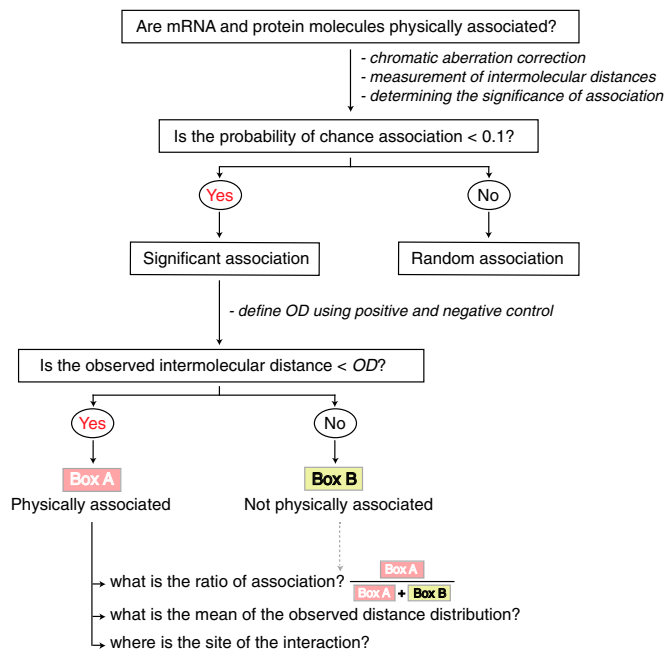 Are mRNA and protein molecules physically associated?
- chromatic aberration correction
- measurement of intermolecular distances
- determining the significance of association
Is the probability of chance association < 0.1?
Yes
No
Significant association
Random association
- define OD using positive and negative control
Is the observed intermolecular distance < OD?
Yes
No
Box A
Box B
Physically associated
Not physically associated
what is the ratio of association?
Box A
Box A + Box B
what is the mean of the observed distance distribution?
where is the site of the interaction?